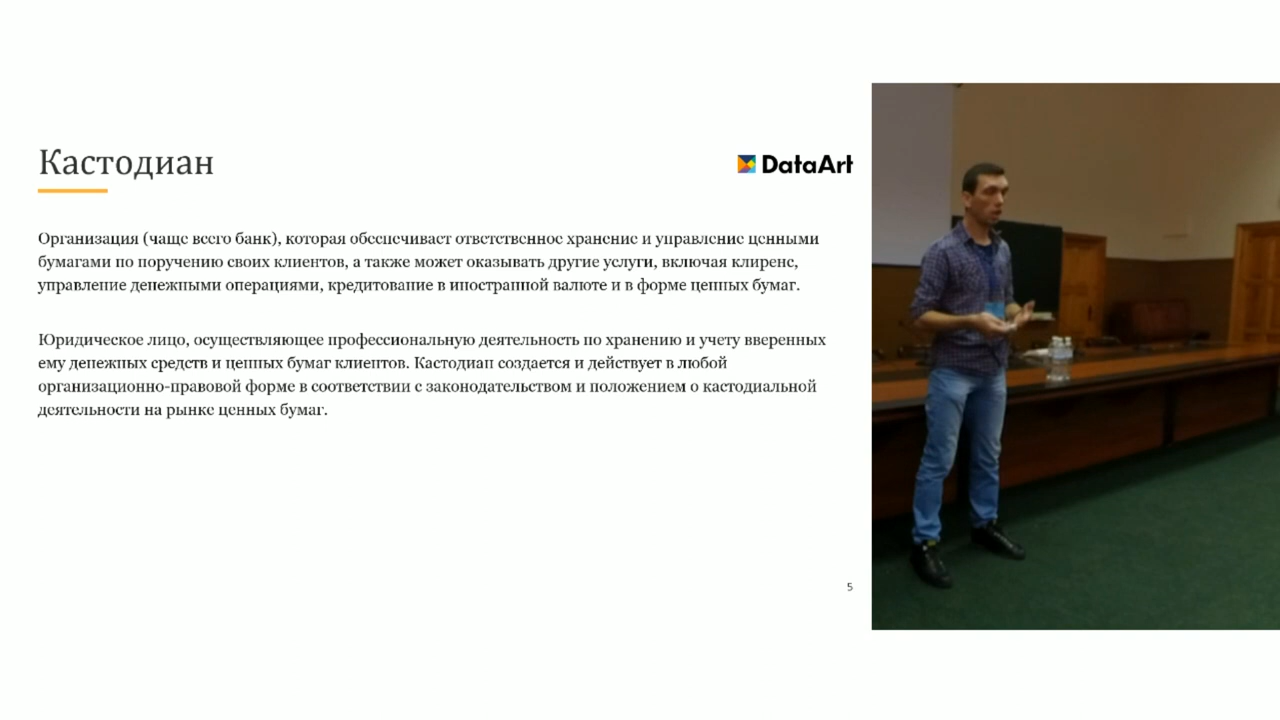 Кастодиан
DataArt
Организация (чаще всего банк), которая обеспечивает ответственное хранение и управление ценными
бумагами по поручению своих клиентов, а также может оказывать другие услуги, включая клиренс,
управление денежными операциями, кредитование в иностранной валюте и в форме ценных бумаг.
Юридическое лицо, осуществляющее профессиональную деятельность по хранению и учету вверенных
ему денежных средств и ценных бумаг клиентов. Кастодиан создается и действует в любой
организационно-правовой форме в соответствии с законодательством и положением о кастодиальной
деятельности на рынке ценных бумаг.
5